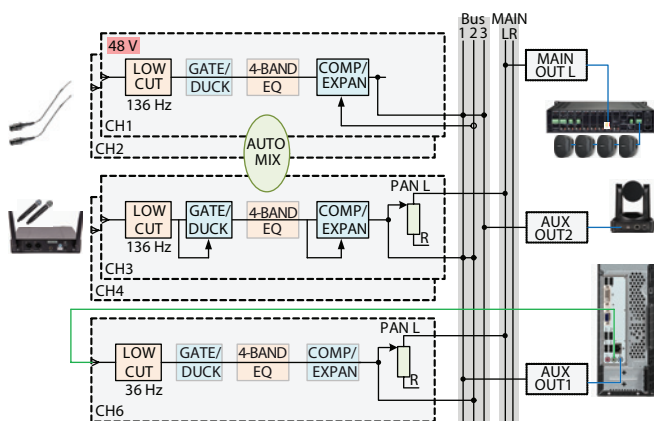 Bus MAIN
1 2 3 L R
48 V
LOW CUT
136 Hz
GATE/DUCK
4-BAND EQ
COMP/EXPAN
CH1
CH2
AUTO MIX
MAIN OUT L
LOW CUT
136 Hz
GATE/DUCK
4-BAND EQ
COMP/EXPAN
PAN L
R
CH3
CH4
AUX OUT2
LOW CUT
36 Hz
GATE/DUCK
4-BAND EQ
COMP/EXPAN
PAN L
R
CH6
AUX OUT1